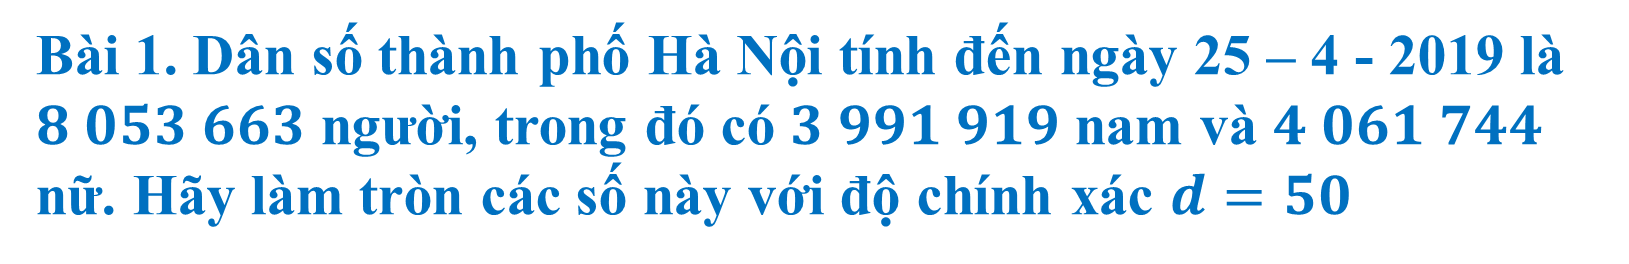 Bài 1. Dân số thành phố Hà Nội tính đến ngày 25 – 4 - 2019 là
8 053 663 người, trong đó có 3 991 919 nam và 4 061 744
nữ. Hãy làm tròn các số này với độ chính xác d = 50